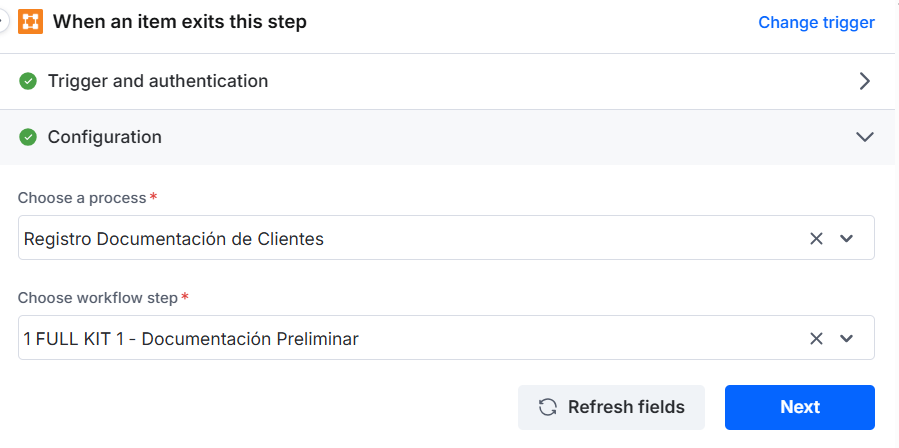 When an item exits this step
Change trigger
Trigger and authentication
Configuration
Choose a process *
Registro Documentación de Clientes
Choose workflow step *
1 FULL KIT 1 - Documentación Preliminar
Refresh fields
Next